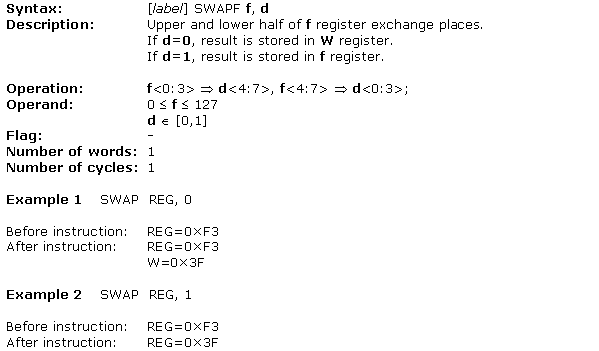 Syntax: [label] SWAPF f, d
Description: Upper and lower half of f register exchange places.
If d=0, result is stored in W register.
If d=1, result is stored in f register.
Operation: f<0:3> ⇒ d<4:7>, f<4:7> ⇒ d<0:3>;
Operand: 0 ≤ f ≤ 127
d ∈ [0,1]
Flag: -
Number of words: 1
Number of cycles: 1
Example 1 SWAP REG, 0
Before instruction: REG=0×F3
After instruction: REG=0×F3
W=0×3F
Example 2 SWAP REG, 1
Before instruction: REG=0×F3
After instruction: REG=0×3F